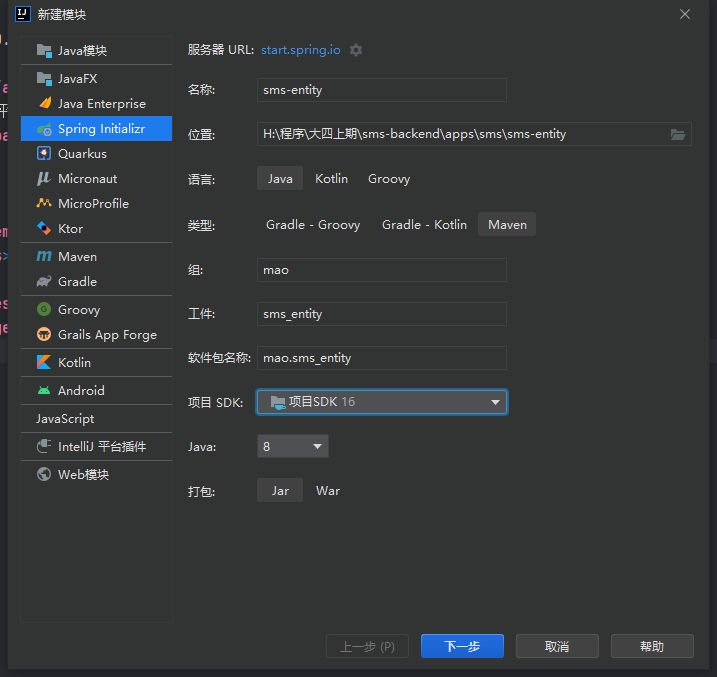 新建模块
Java模块
JavaFX
Java Enterprise
Spring Initializr
Quarkus
Micronaut
MicroProfile
Ktor
Maven
Gradle
Groovy
Grails App Forge
Kotlin
Android
JavaScript
IntelliJ 平台插件
Web模块
服务器 URL: start.spring.io
名称: sms-entity
位置: H:\程序\大四上期\sms-backend\apps\sms\sms-entity
语言: Java Kotlin Groovy
类型: Gradle - Groovy Gradle - Kotlin Maven
组: mao
工件: sms_entity
软件包名称: mao.sms_entity
项目 SDK: 项目SDK 16
Java: 8
打包: Jar War
上一步 (P) 下一步 取消 帮助